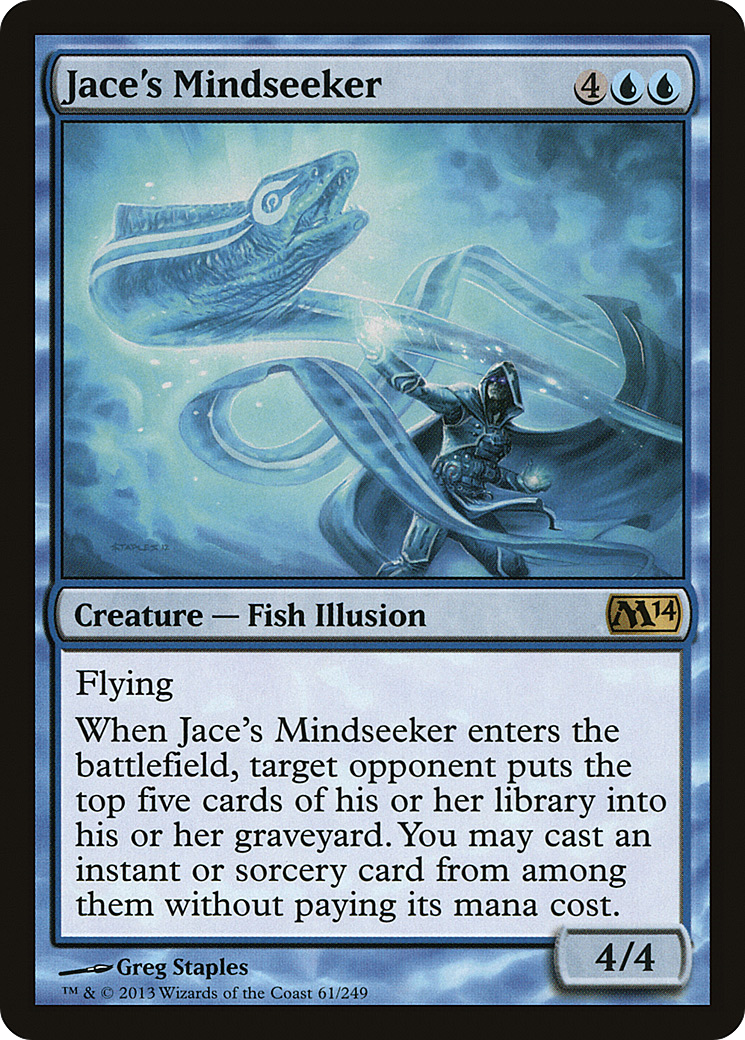 Jace's Mindseeker 4
STAPLES 12
Creature — Fish Illusion M14
Flying
When Jace's Mindseeker enters the
battlefield, target opponent puts the
top five cards of his or her library into
his or her graveyard. You may cast an
instant or sorcery card from among
them without paying its mana cost.
4/4
Greg Staples
™ & © 2013 Wizards of the Coast 61/249